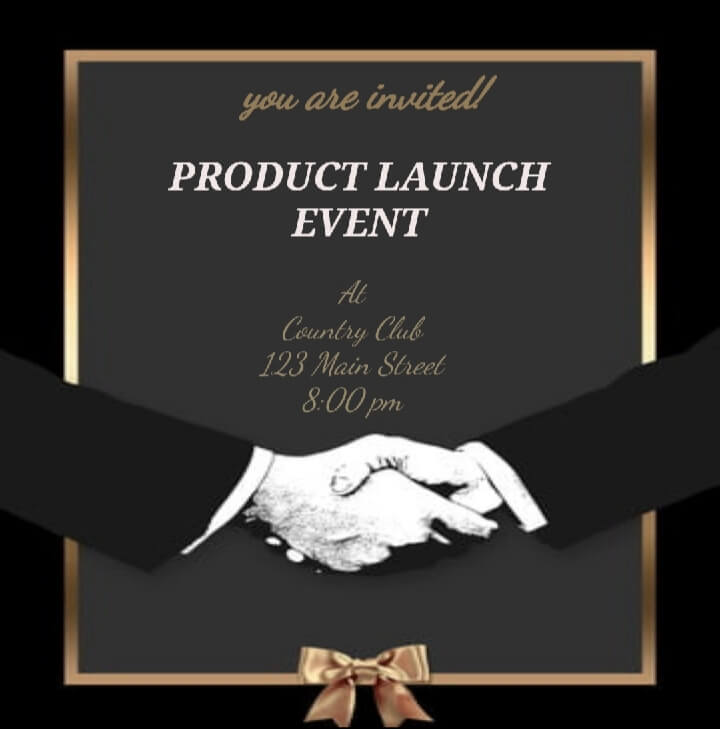 you are invited!
PRODUCT LAUNCH
EVENT
At
Country Club
123 Main Street
8:00 pm